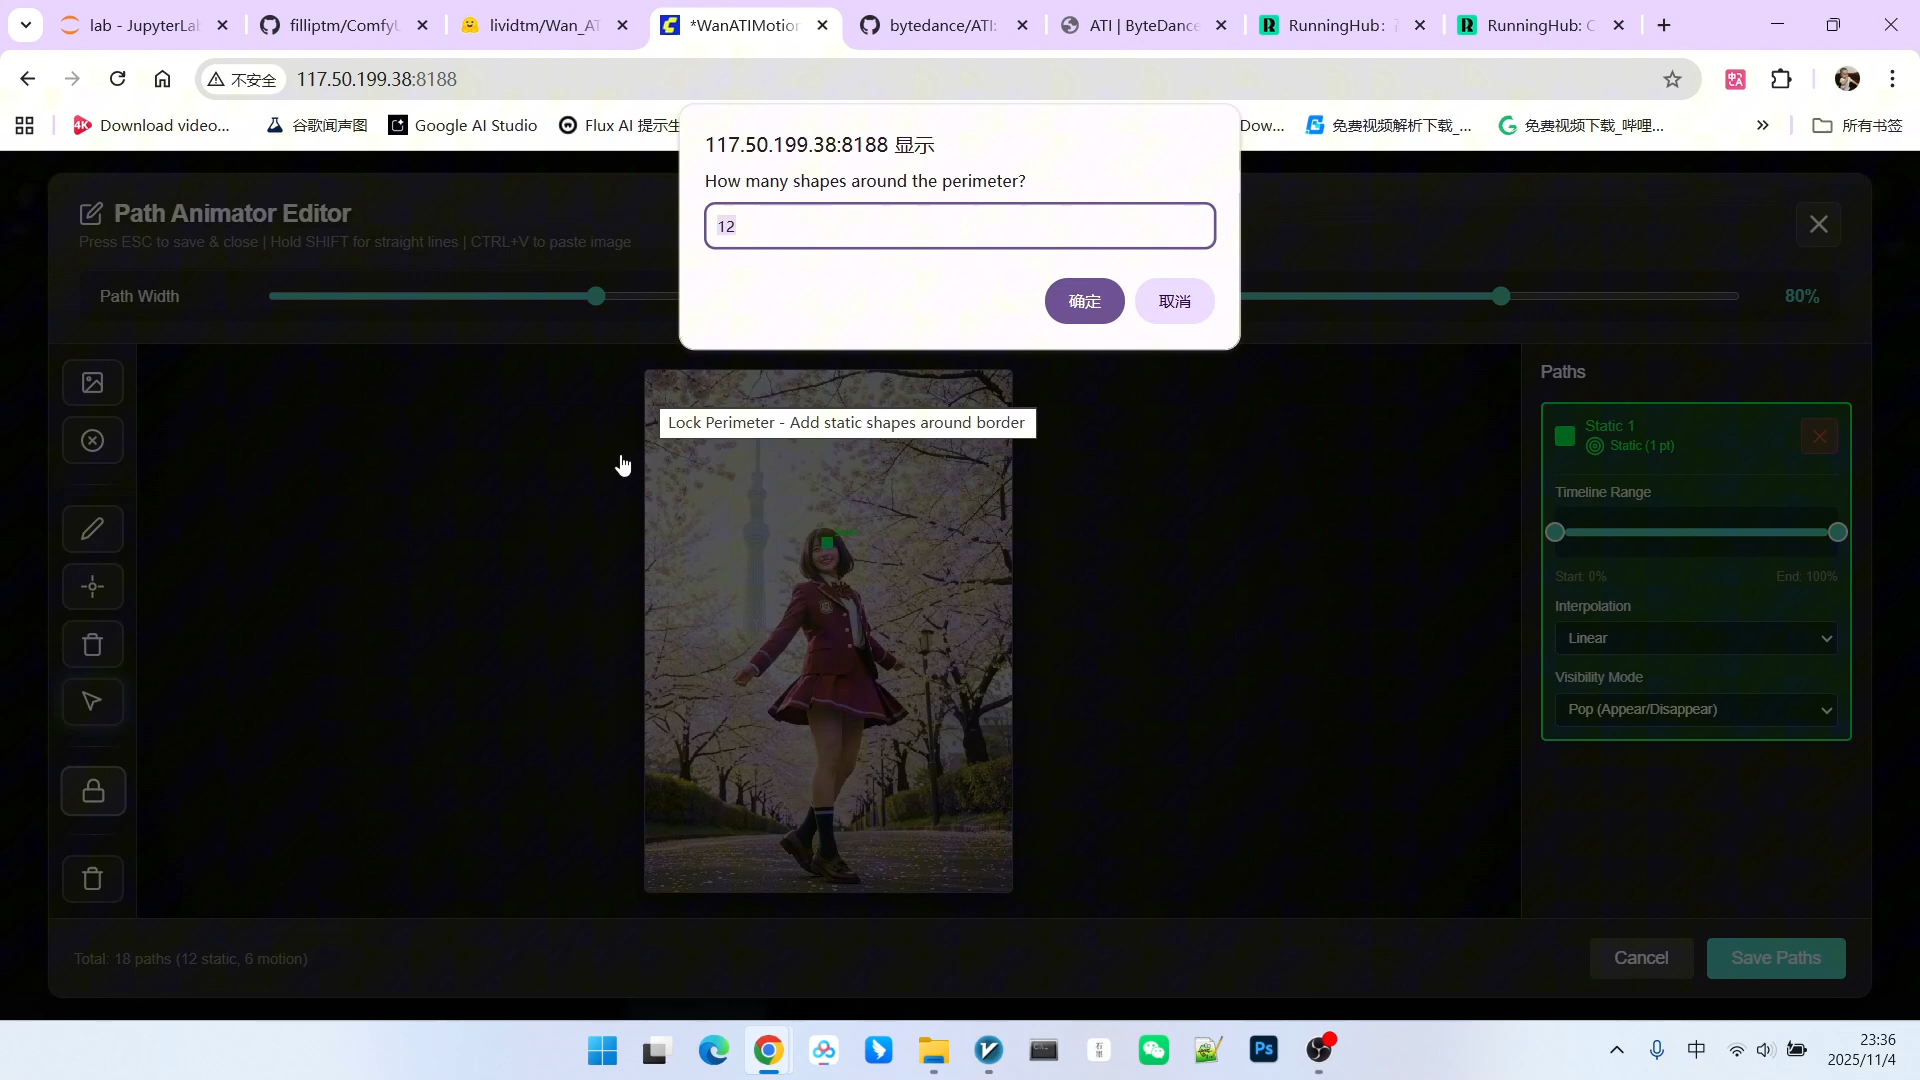 lab - JupyterLa
filliptm/ComfyU
lividtm/Wan_AT
*WanATIMotion
bytedance/ATI:
ATI | ByteDance
RunningHub:
RunningHub: C
不安全
117.50.199.38:8188
Download video...
谷歌闻声图
Google AI Studio
Flux AI 提示生
Dow...
免费视频解析下载_...
免费视频下载_哔哩...
所有书签
117.50.199.38:8188 显示
How many shapes around the perimeter?
12
确定
取消
Path Animator Editor
Press ESC to save & close | Hold SHIFT for straight lines | CTRL+V to paste image
Path Width
80%
Lock Perimeter - Add static shapes around border
Paths
Static 1
Static (1 pt)
Timeline Range
Start: 0%
End: 100%
Interpolation
Linear
Visibility Mode
Pop (Appear/Disappear)
Total: 18 paths (12 static, 6 motion)
Cancel
Save Paths
Ps
中
23:36
2025/11/4